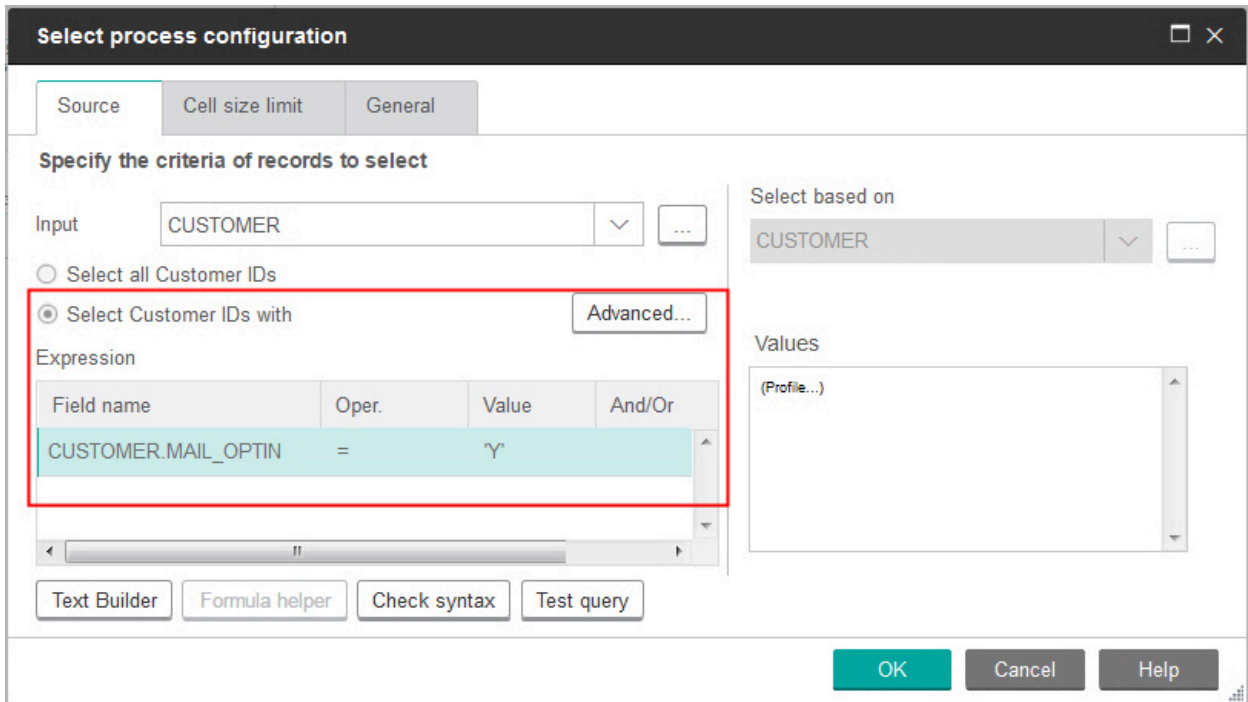 Select process configuration
Source Cell size limit General
Specify the criteria of records to select
Input CUSTOMER ...
Select all Customer IDs
Select Customer IDs with Advanced...
Expression
Field name Oper. Value And/Or
CUSTOMER.MAIL_OPTIN = 'Y'
Text Builder Formula helper Check syntax Test query
Select based on
CUSTOMER ...
Values
(Profile...)
OK Cancel Help